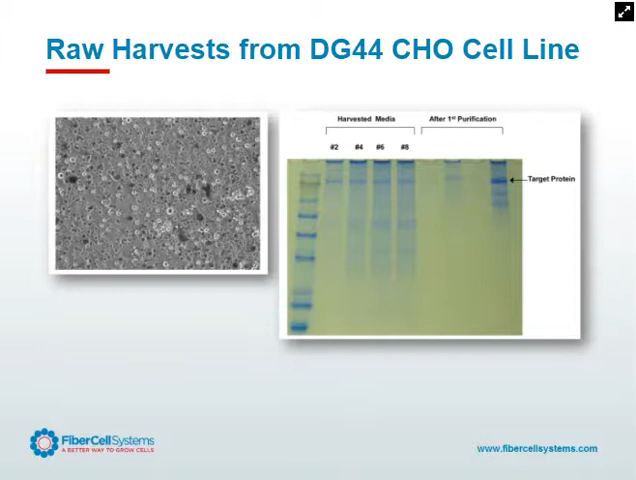 Raw Harvests from DG44 CHO Cell Line
Harvested Media
After 1st Purification
#2 #4 #6 #8
Target Protein
FiberCellSystems
A BETTER WAY TO GROW CELLS
www.fibercellsystems.com